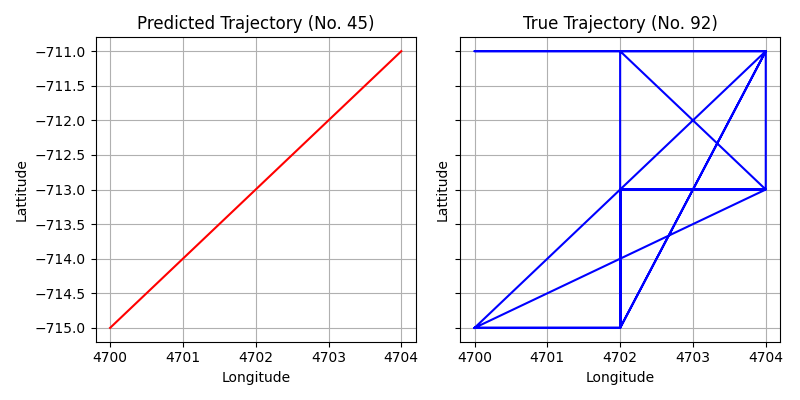 Predicted Trajectory (No. 45)
True Trajectory (No. 92)
Lattitude
−711.0
−711.5
−712.0
−712.5
−713.0
−713.5
−714.0
−714.5
−715.0
4700 4701 4702 4703 4704
Longitude
Lattitude
4700 4701 4702 4703 4704
Longitude